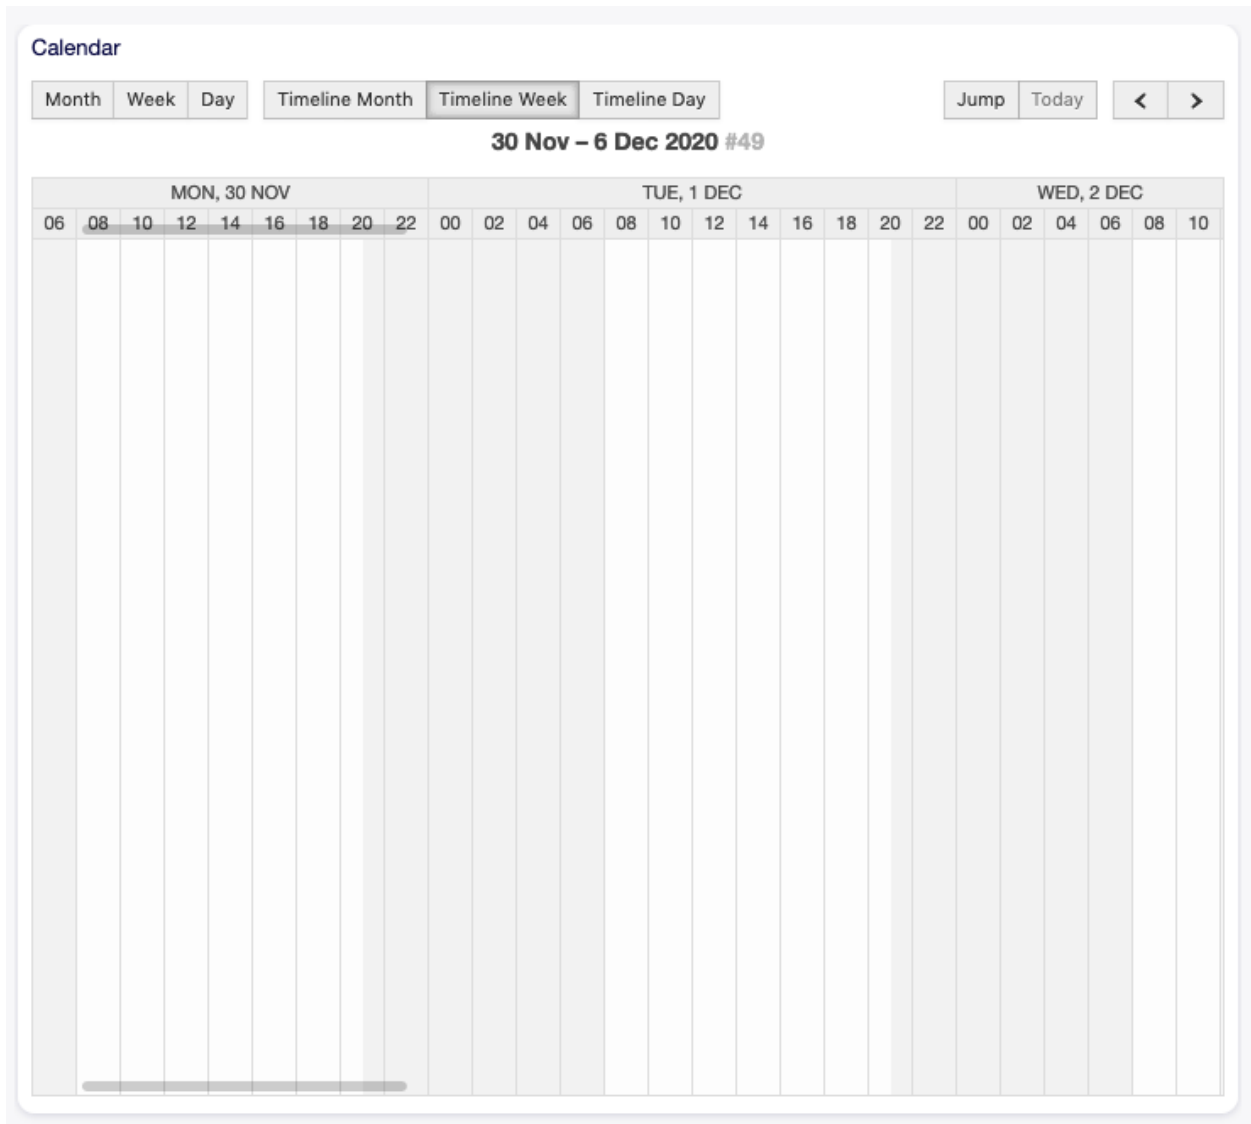 Calendar
Month Week Day Timeline Month Timeline Week Timeline Day Jump Today < >
30 Nov – 6 Dec 2020 #49
MON, 30 NOV TUE, 1 DEC WED, 2 DEC
06 08 10 12 14 16 18 20 22 00 02 04 06 08 10 12 14 16 18 20 22 00 02 04 06 08 10